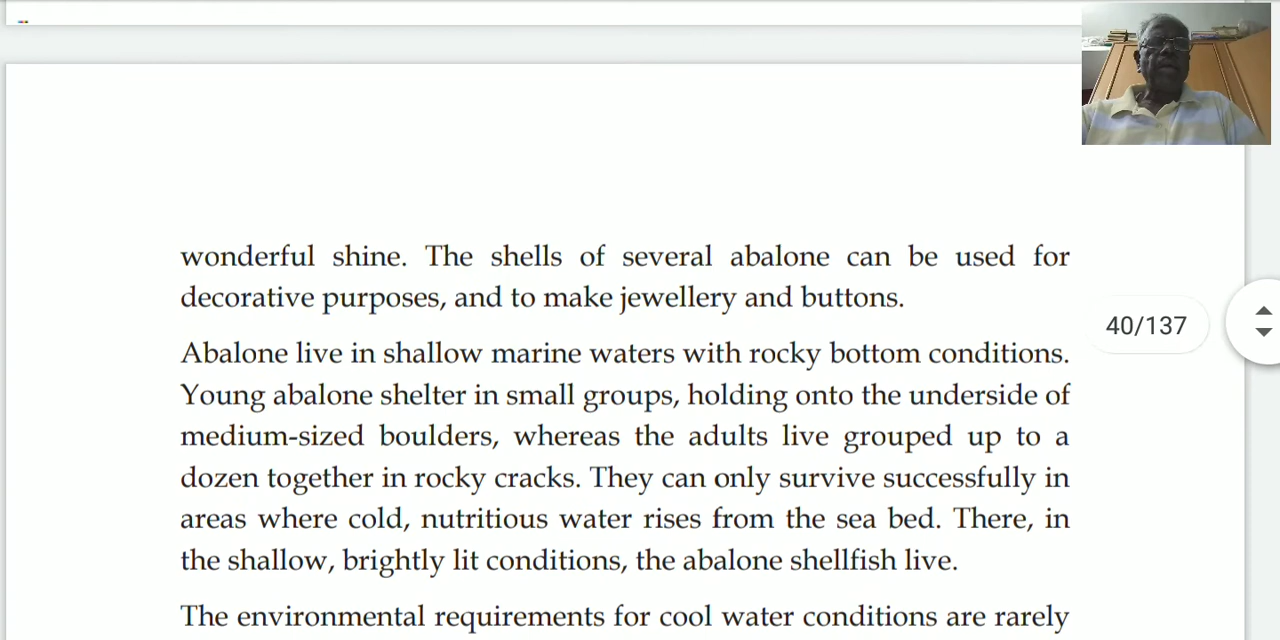 wonderful shine. The shells of several abalone can be used for
decorative purposes, and to make jewellery and buttons.
40/137
Abalone live in shallow marine waters with rocky bottom conditions.
Young abalone shelter in small groups, holding onto the underside of
medium-sized boulders, whereas the adults live grouped up to a
dozen together in rocky cracks. They can only survive successfully in
areas where cold, nutritious water rises from the sea bed. There, in
the shallow, brightly lit conditions, the abalone shellfish live.
The environmental requirements for cool water conditions are rarely